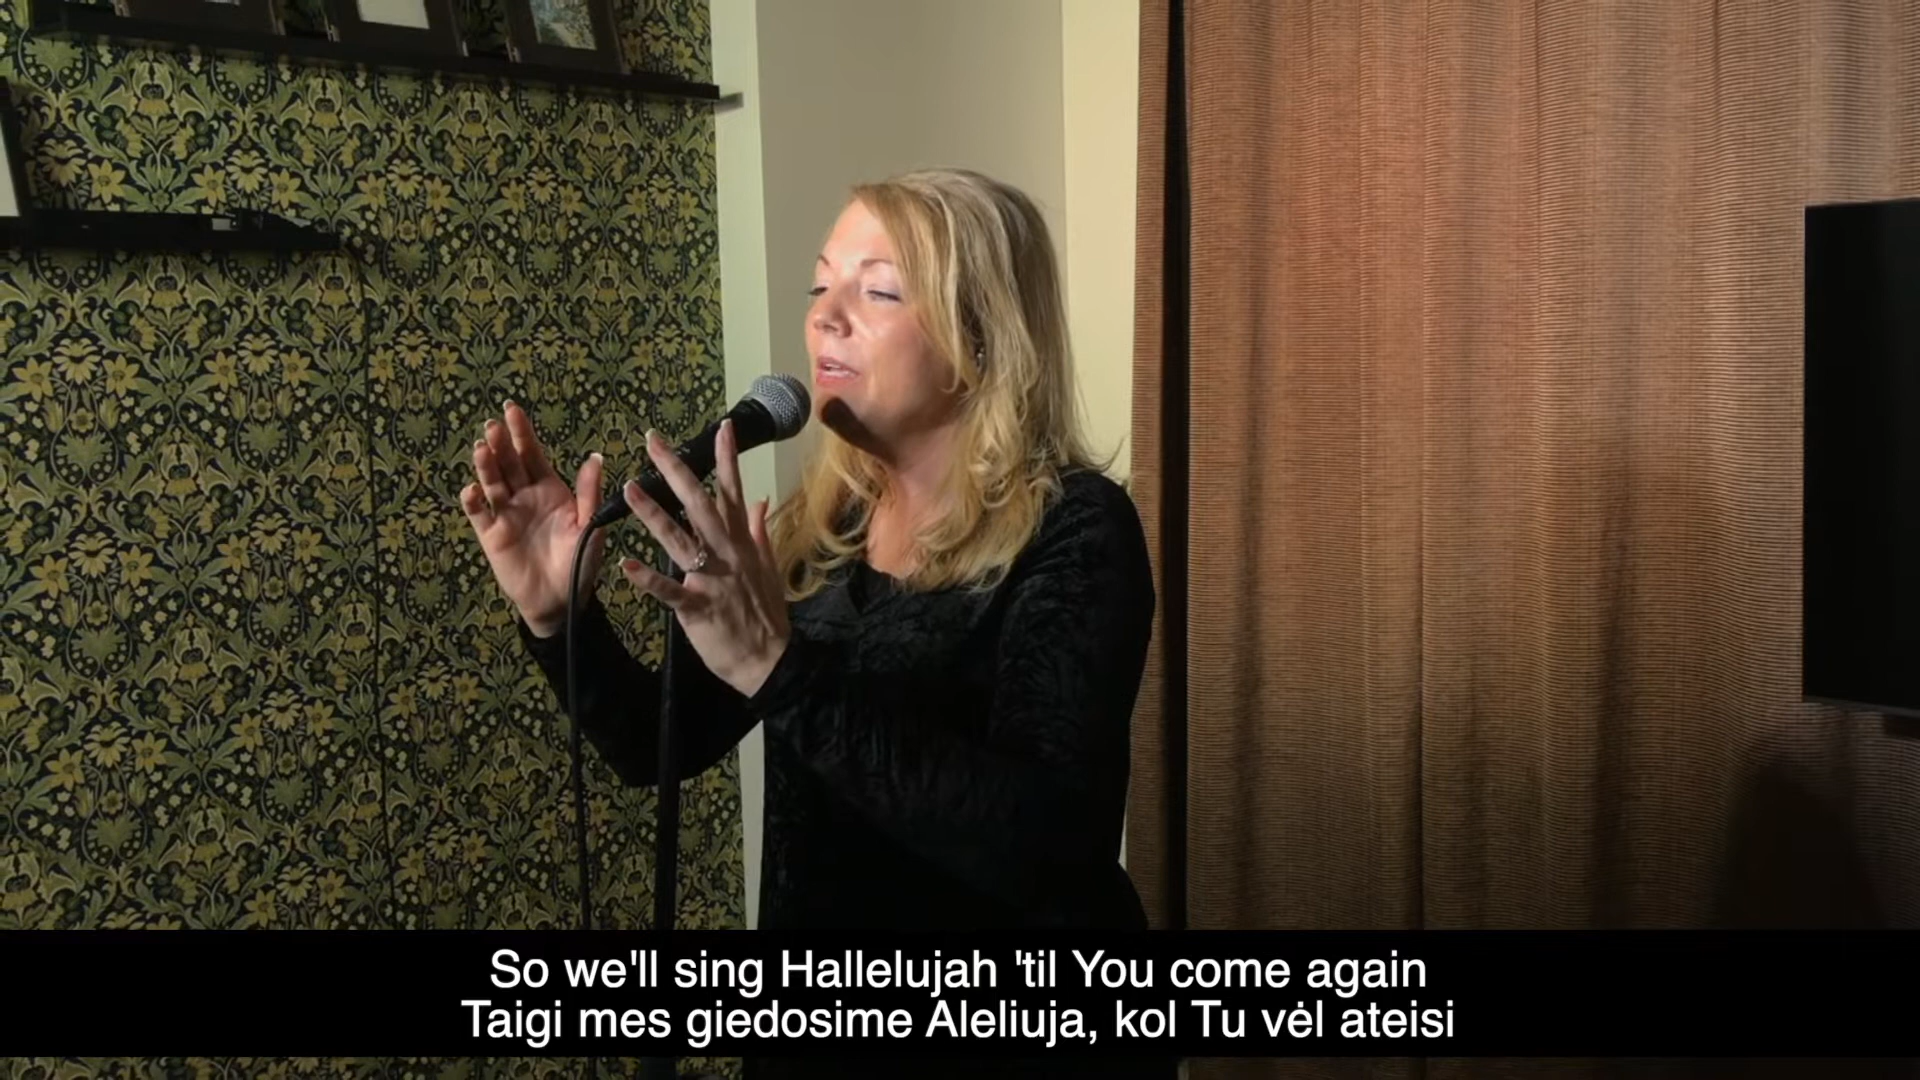 So we'll sing Hallelujah 'til You come again
Taigi mes giedosime Aleliuja, kol Tu vėl ateisi